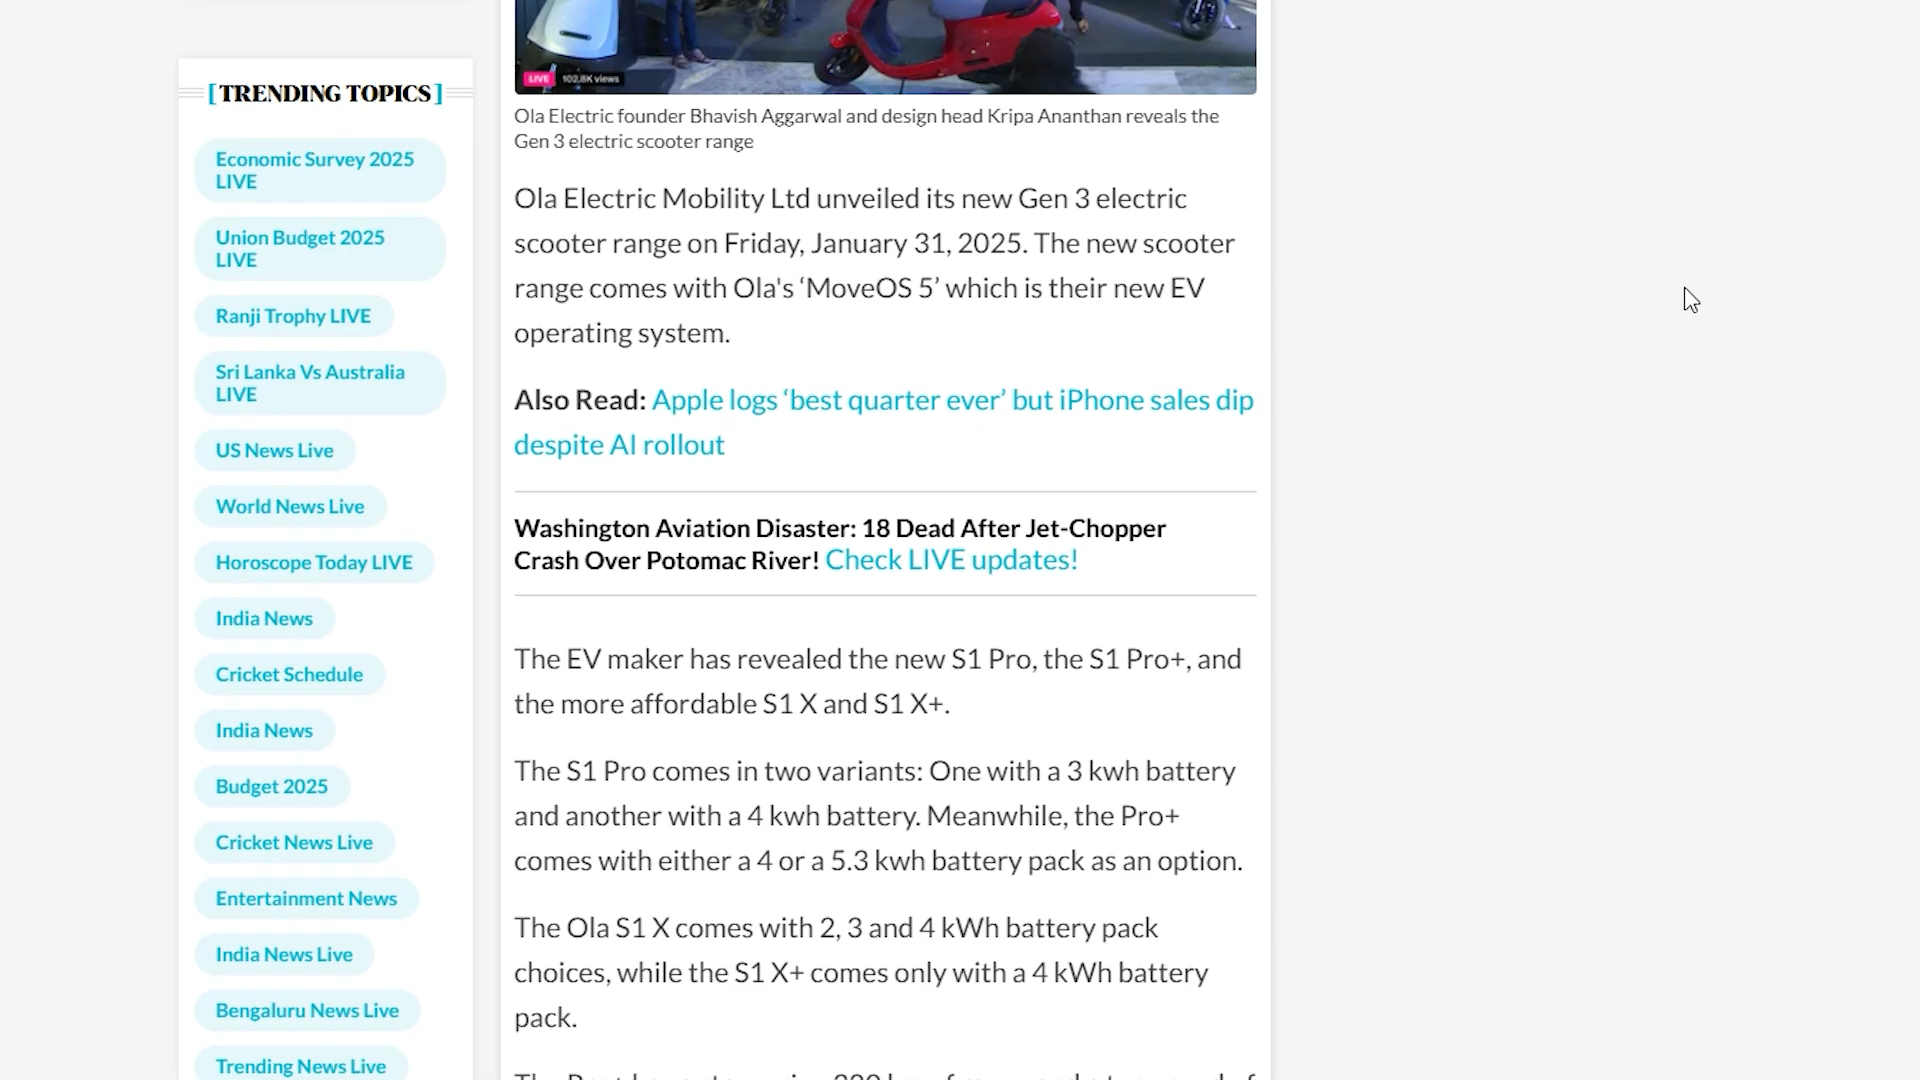 LIVE 102.8K views
[ TRENDING TOPICS ]
Economic Survey 2025
LIVE
Union Budget 2025
LIVE
Ranji Trophy LIVE
Sri Lanka Vs Australia
LIVE
US News Live
World News Live
Horoscope Today LIVE
India News
Cricket Schedule
India News
Budget 2025
Cricket News Live
Entertainment News
India News Live
Bengaluru News Live
Trending News Live
Ola Electric founder Bhavish Aggarwal and design head Kripa Ananthan reveals the
Gen 3 electric scooter range
Ola Electric Mobility Ltd unveiled its new Gen 3 electric
scooter range on Friday, January 31, 2025. The new scooter
range comes with Ola's ‘MoveOS 5’ which is their new EV
operating system.
Also Read: Apple logs ‘best quarter ever’ but iPhone sales dip
despite AI rollout
Washington Aviation Disaster: 18 Dead After Jet-Chopper
Crash Over Potomac River! Check LIVE updates!
The EV maker has revealed the new S1 Pro, the S1 Pro+, and
the more affordable S1 X and S1 X+.
The S1 Pro comes in two variants: One with a 3 kwh battery
and another with a 4 kwh battery. Meanwhile, the Pro+
comes with either a 4 or a 5.3 kwh battery pack as an option.
The Ola S1 X comes with 2, 3 and 4 kWh battery pack
choices, while the S1 X+ comes only with a 4 kWh battery
pack.